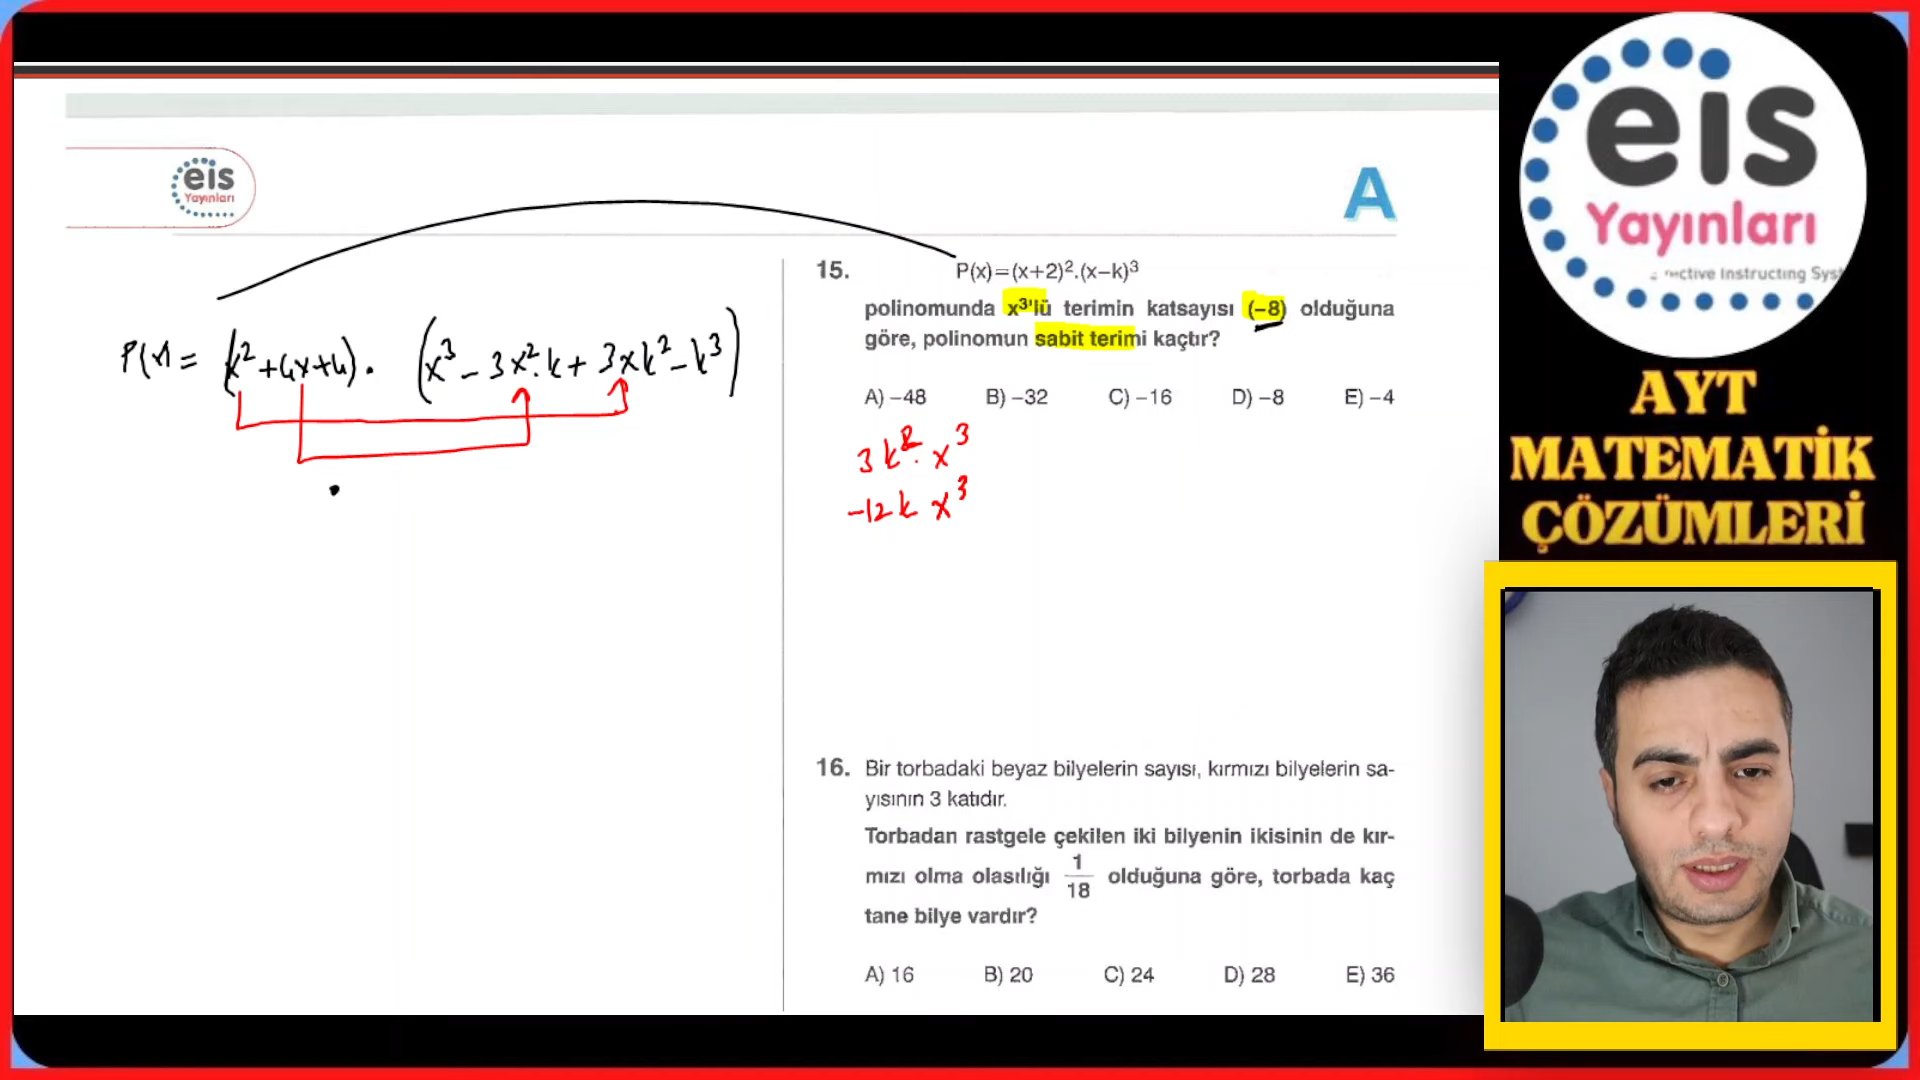 eis
Yayınları
A
P(x) = (x² + 4x + 4) . (x³ - 3x².k + 3xk² - k³)
15. P(x)=(x+2)².(x−k)³
polinomunda x³'lü terimin katsayısı (−8) olduğuna
göre, polinomun sabit terimi kaçtır?
A) −48 B) −32 C) −16 D) −8 E) −4
3k². x³
-12k x³
16. Bir torbadaki beyaz bilyelerin sayısı, kırmızı bilyelerin sa-
yısının 3 katıdır.
Torbadan rastgele çekilen iki bilyenin ikisinin de kır-
mızı olma olasılığı 1/18 olduğuna göre, torbada kaç
tane bilye vardır?
A) 16 B) 20 C) 24 D) 28 E) 36
eis
Yayınları
ective Instructing Syst
AYT
MATEMATİK
ÇÖZÜMLERİ